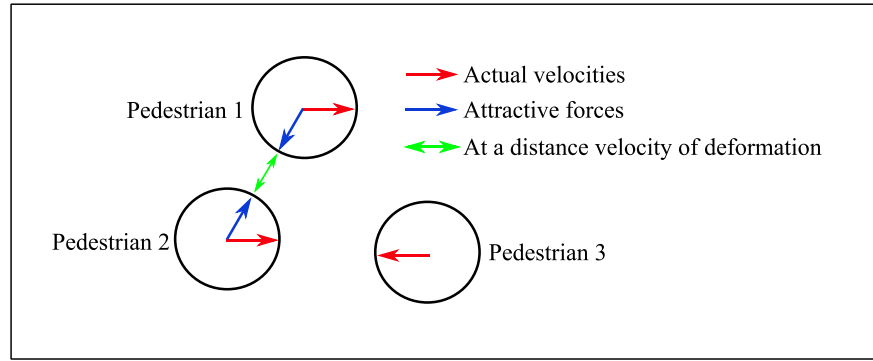 Actual velocities
Pedestrian 1
Attractive forces
At a distance velocity of deformation
Pedestrian 2
Pedestrian 3